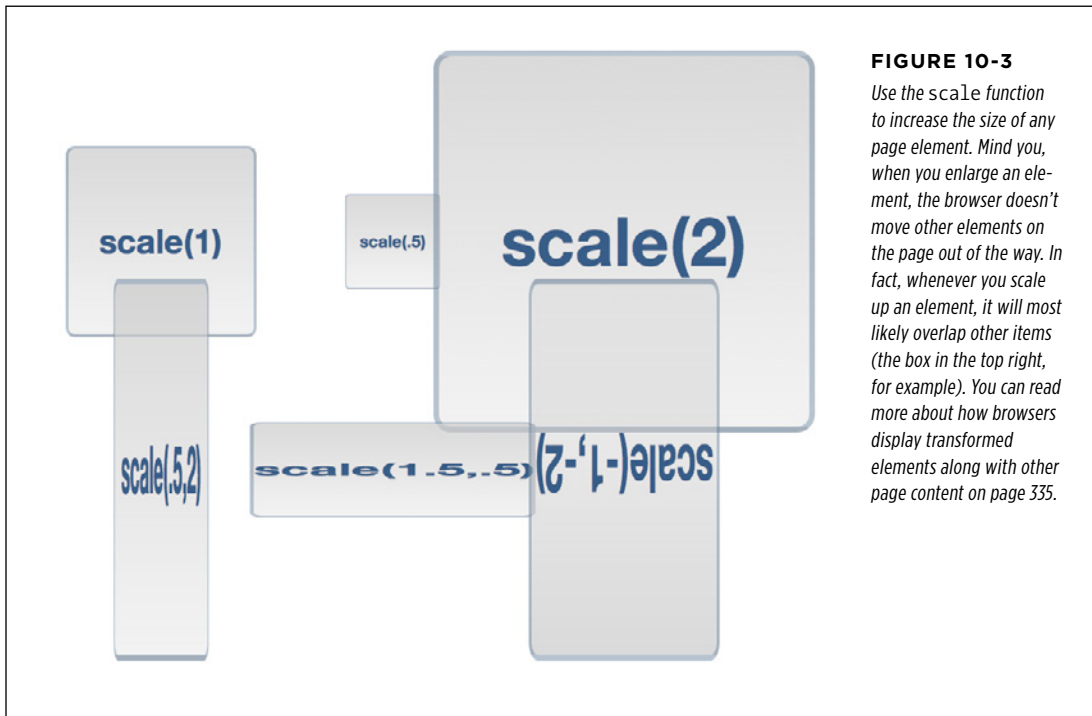 scale(1)
scale(.5)
scale(2)
scale(.5,2)
scale(1.5,.5)
scale(-1,-2)
FIGURE 10-3
Use the scale function
to increase the size of any
page element. Mind you,
when you enlarge an ele-
ment, the browser doesn’t
move other elements on
the page out of the way. In
fact, whenever you scale
up an element, it will most
likely overlap other items
(the box in the top right,
for example). You can read
more about how browsers
display transformed
elements along with other
page content on page 335.